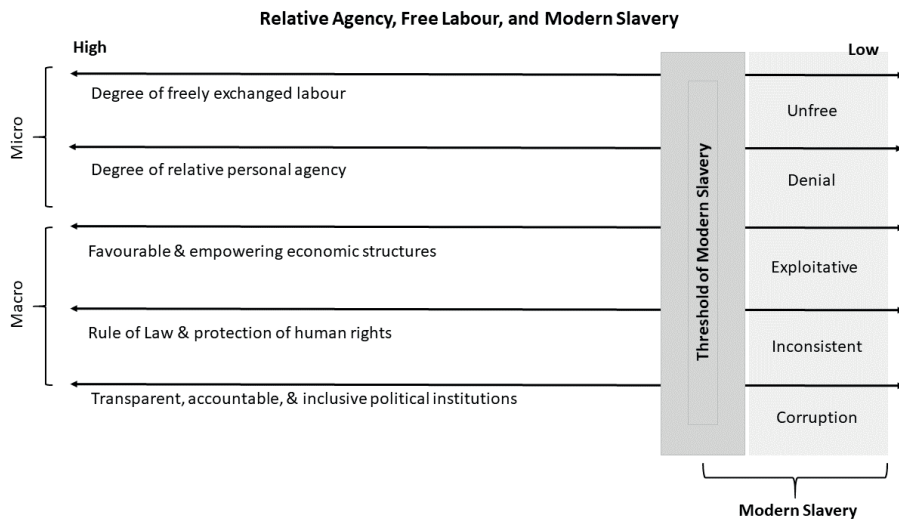 Relative Agency, Free Labour, and Modern Slavery
High
Low
Micro
Degree of freely exchanged labour
Unfree
Degree of relative personal agency
Denial
Macro
Favourable & empowering economic structures
Exploitative
Rule of Law & protection of human rights
Inconsistent
Transparent, accountable, & inclusive political institutions
Corruption
Threshold of Modern Slavery
Modern Slavery